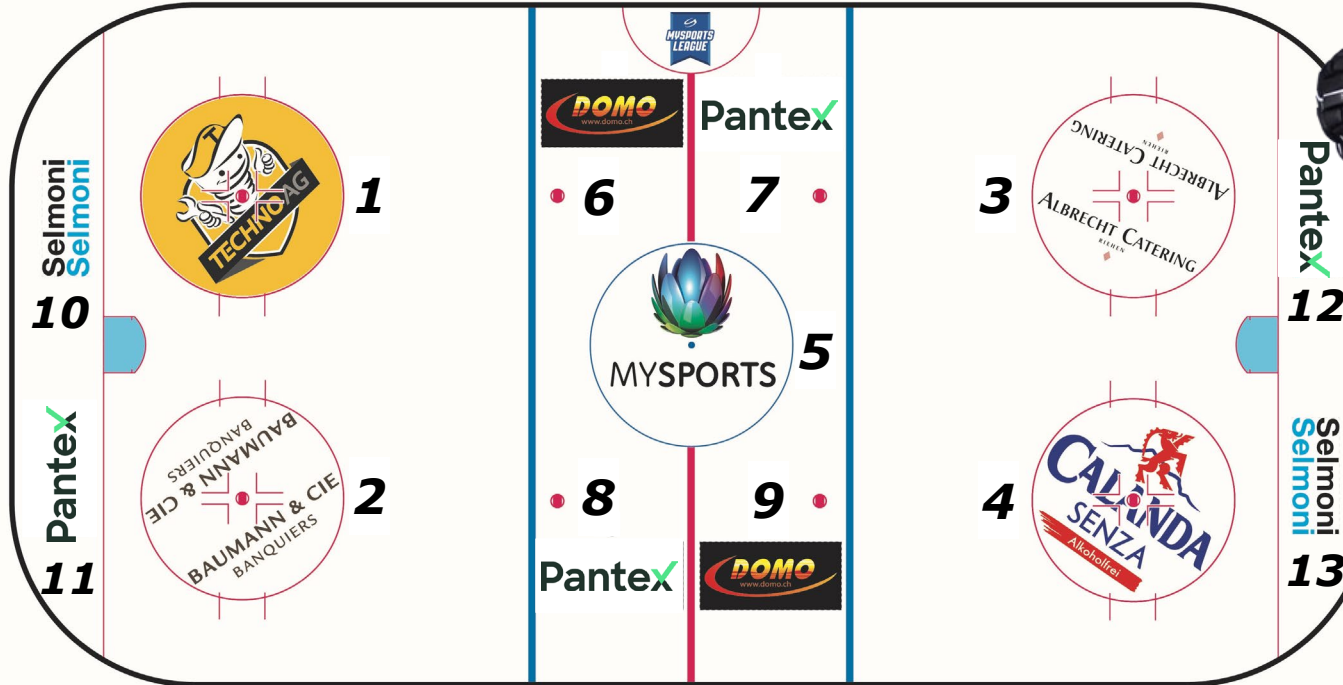 MYSPORTS
LEAGUE
DOMO
www.domo.ch
Pantex
TECHNO AG
1
6
7
3
ALBRECHT CATERING
RIEHEN
ALBRECHT CATERING
RIEHEN
Selmoni
Selmoni
10
Pantex
12
MYSPORTS
5
BAUMANN & CIE
BANQUIERS
BAUMANN & CIE
BANQUIERS
2
8
9
4
CALANDA
SENZA
Alkoholfrei
Pantex
11
Pantex
DOMO
www.domo.ch
Selmoni
Selmoni
13